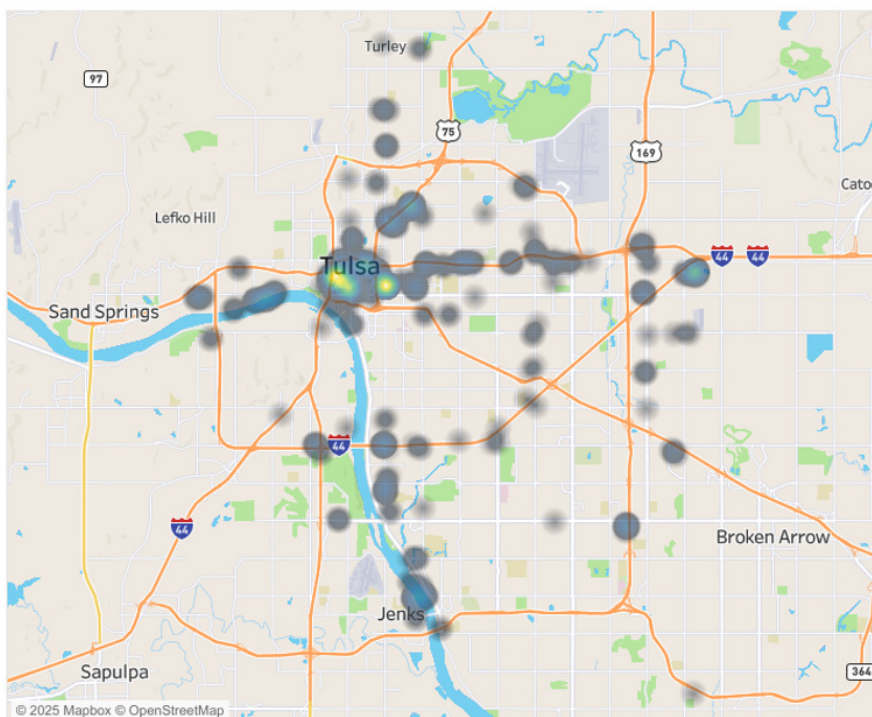 Turley
97
75
169
Catoo
Lefko Hill
Tulsa
44
44
Sand Springs
44
44
Broken Arrow
Jenks
Sapulpa
364
© 2025 Mapbox © OpenStreetMap